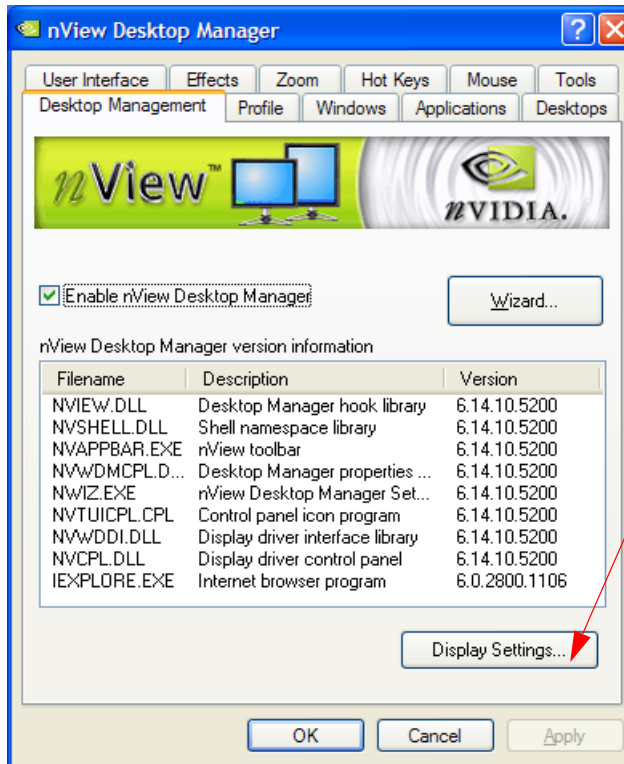 nView Desktop Manager
User Interface Effects Zoom Hot Keys Mouse Tools
Desktop Management Profile Windows Applications Desktops
nView™
nVIDIA.
Enable nView Desktop Manager
Wizard...
nView Desktop Manager version information
Filename Description Version
NVIEW.DLL Desktop Manager hook library 6.14.10.5200
NVSHELL.DLL Shell namespace library 6.14.10.5200
NVAPPBAR.EXE nView toolbar 6.14.10.5200
NVWDMCPL.D... Desktop Manager properties ... 6.14.10.5200
NWIZ.EXE nView Desktop Manager Set... 6.14.10.5200
NVTUICPL.CPL Control panel icon program 6.14.10.5200
NVWDDI.DLL Display driver interface library 6.14.10.5200
NVCPL.DLL Display driver control panel 6.14.10.5200
IEXPLORE.EXE Internet browser program 6.0.2800.1106
Display Settings...
OK Cancel Apply